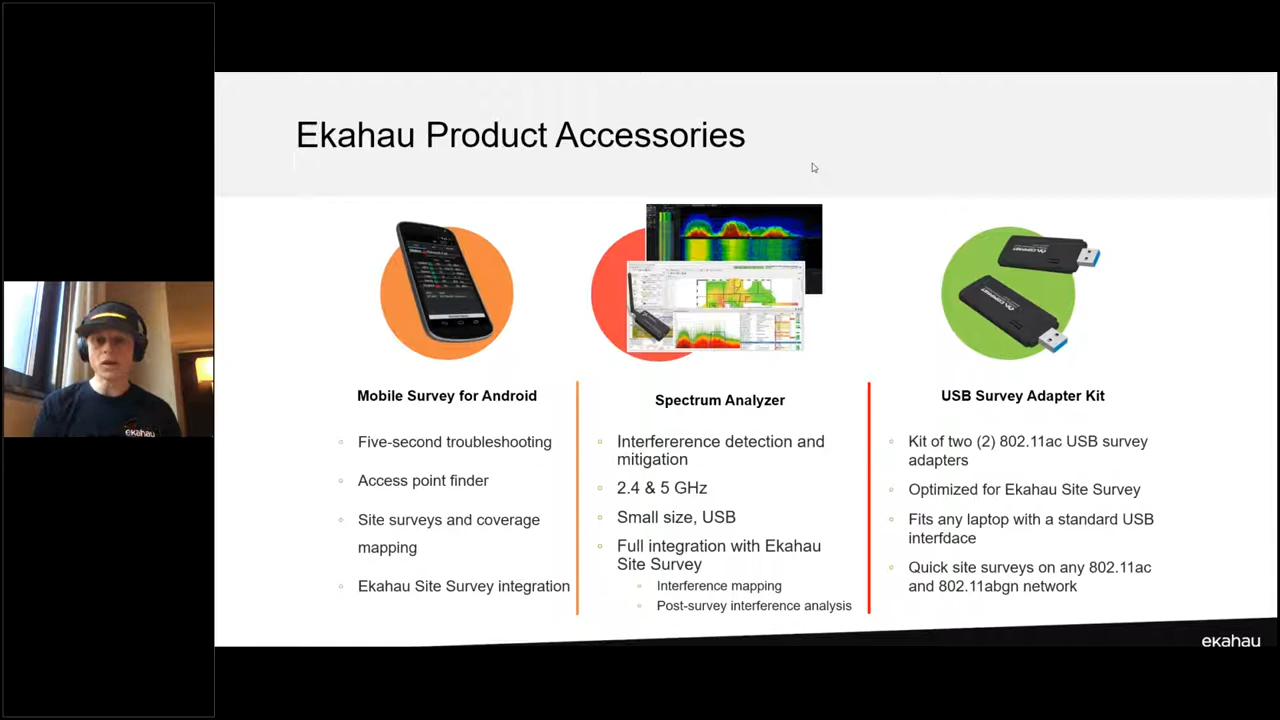 Ekahau Product Accessories
Mobile Survey for Android
Five-second troubleshooting
Access point finder
Site surveys and coverage
mapping
Ekahau Site Survey integration
Spectrum Analyzer
Interfererence detection and
mitigation
2.4 & 5 GHz
Small size, USB
Full integration with Ekahau
Site Survey
Interference mapping
Post-survey interference analysis
USB Survey Adapter Kit
Kit of two (2) 802.11ac USB survey
adapters
Optimized for Ekahau Site Survey
Fits any laptop with a standard USB
interfdace
Quick site surveys on any 802.11ac
and 802.11abgn network
ekahau
ekahau